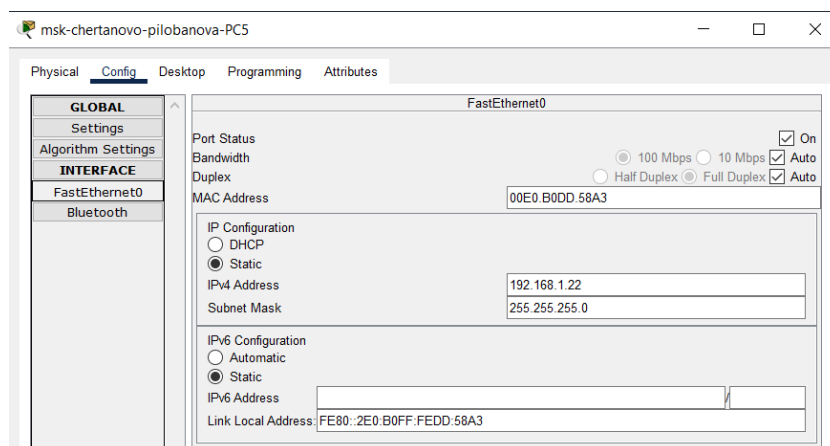 msk-chertanovo-pilobanova-PC5
Physical Config Desktop Programming Attributes
GLOBAL
Settings
Algorithm Settings
INTERFACE
FastEthernet0
Bluetooth
FastEthernet0
Port Status On
Bandwidth 100 Mbps 10 Mbps Auto
Duplex Half Duplex Full Duplex Auto
MAC Address 00E0.B0DD.58A3
IP Configuration
DHCP
Static
IPv4 Address 192.168.1.22
Subnet Mask 255.255.255.0
IPv6 Configuration
Automatic
Static
IPv6 Address /
Link Local Address: FE80::2E0:B0FF:FEDD:58A3